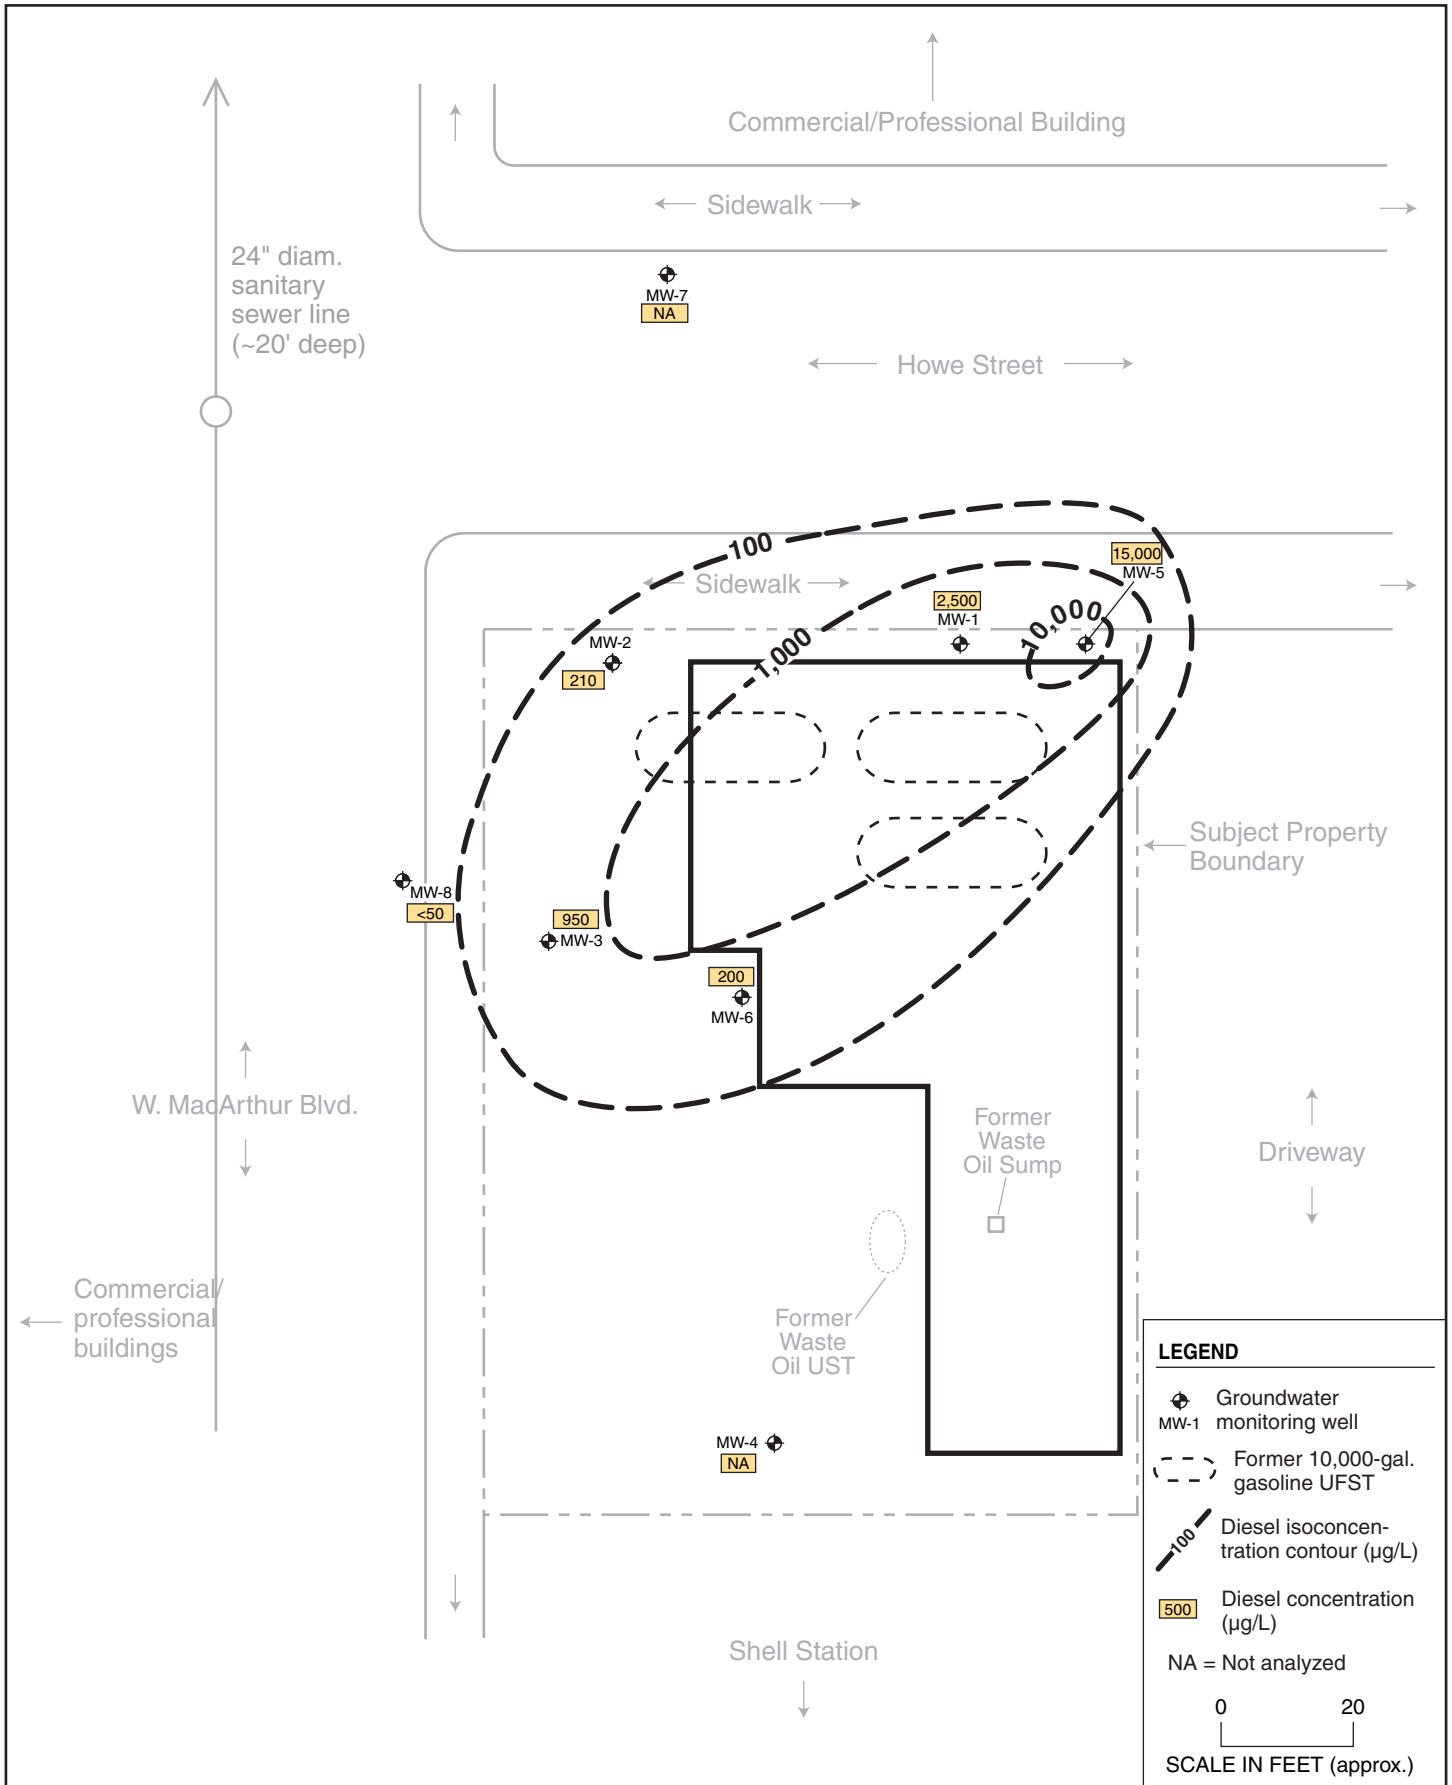 Commercial/Professional Building
Sidewalk
24" diam.
sanitary
sewer line
(~20' deep)
MW-7
NA
Howe Street
100
15,000
MW-5
Sidewalk
2,500
MW-1
10,000
1,000
MW-2
210
Subject Property
Boundary
MW-8
<50
950
MW-3
200
MW-6
W. MacArthur Blvd.
Former
Waste
Oil Sump
Driveway
Commercial/
professional
buildings
Former
Waste
Oil UST
MW-4
NA
Shell Station
LEGEND
MW-1
Groundwater
monitoring well
Former 10,000-gal.
gasoline UFST
100
Diesel isoconcen-
tration contour (µg/L)
500
Diesel concentration
(µg/L)
NA = Not analyzed
0 20
SCALE IN FEET (approx.)